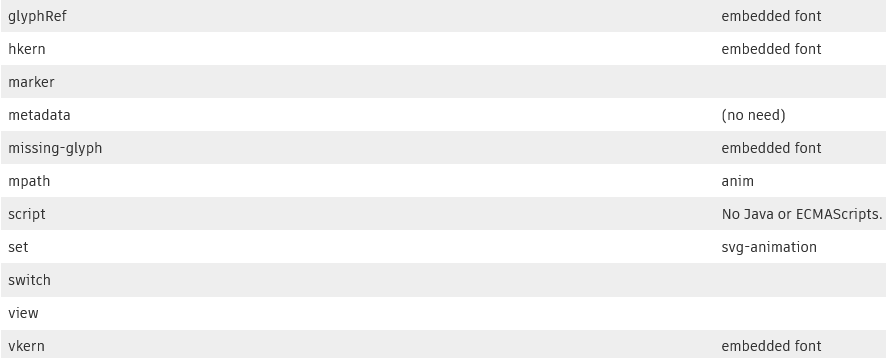 glyphRef embedded font
hkern embedded font
marker
metadata (no need)
missing-glyph embedded font
mpath anim
script No Java or ECMAScripts.
set svg-animation
switch
view
vkern embedded font